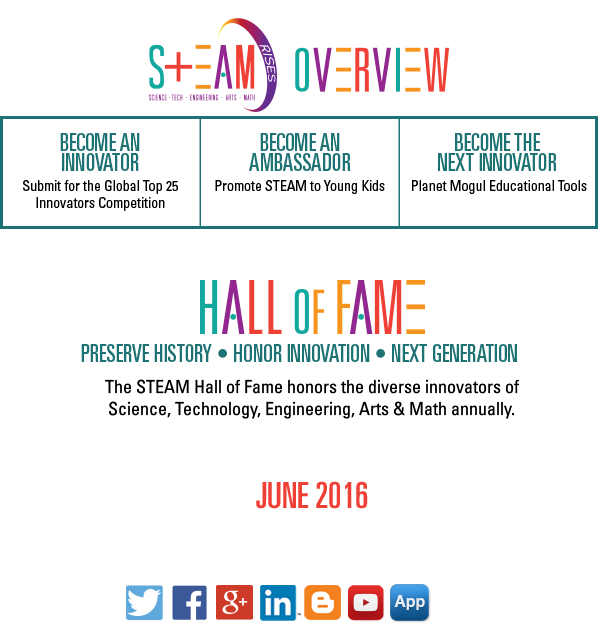 STEAM RISES OVERVIEW
SCIENCE · TECH · ENGINEERING · ARTS · MATH
BECOME AN
INNOVATOR
Submit for the Global Top 25
Innovators Competition
BECOME AN
AMBASSADOR
Promote STEAM to Young Kids
BECOME THE
NEXT INNOVATOR
Planet Mogul Educational Tools
HALL OF FAME
PRESERVE HISTORY • HONOR INNOVATION • NEXT GENERATION
The STEAM Hall of Fame honors the diverse innovators of
Science, Technology, Engineering, Arts & Math annually.
JUNE 2016
f g+ in App